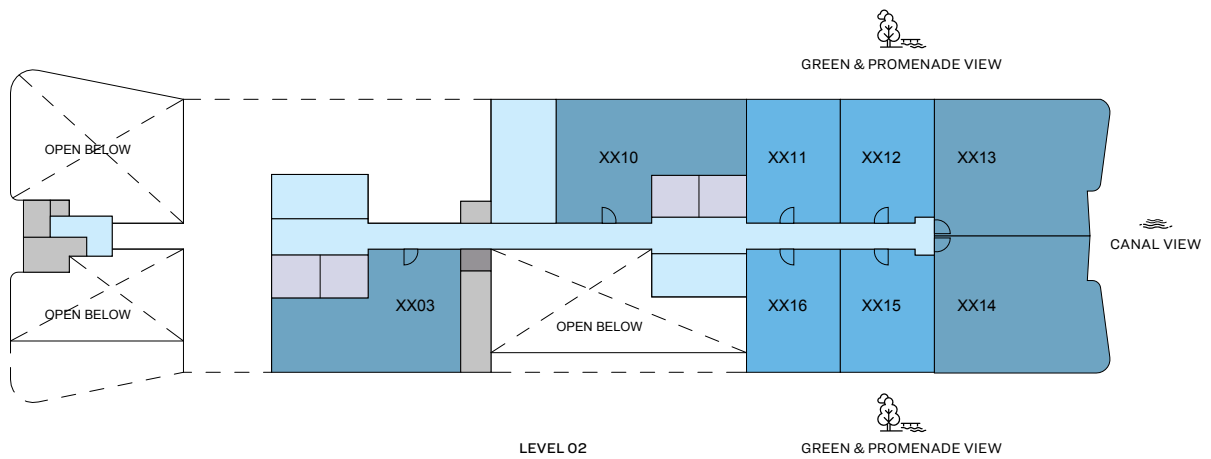 GREEN & PROMENADE VIEW
OPEN BELOW
XX10
XX11
XX12
XX13
CANAL VIEW
XX03
OPEN BELOW
OPEN BELOW
XX16
XX15
XX14
LEVEL 02
GREEN & PROMENADE VIEW